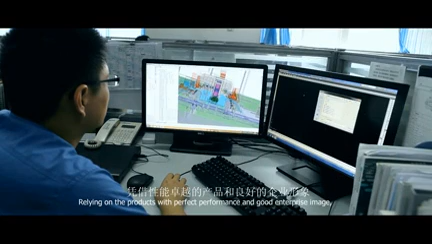 凭借性能卓越的产品和良好的企业形象
Relying on the products with perfect performance and good enterprise image,